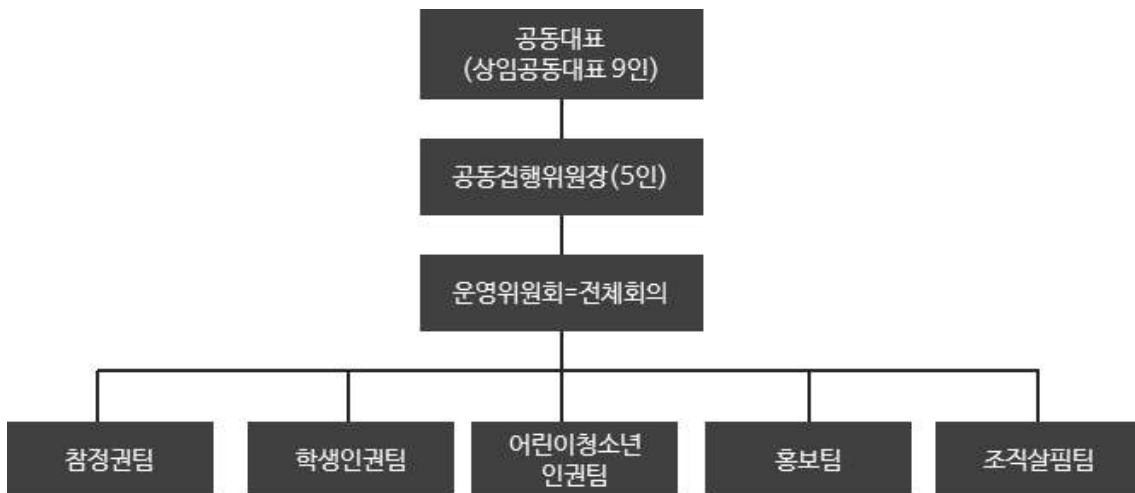 공동대표
(상임공동대표 9인)
공동집행위원장(5인)
운영위원회=전체회의
참정권팀
학생인권팀
어린이청소년
인권팀
홍보팀
조직살핌팀